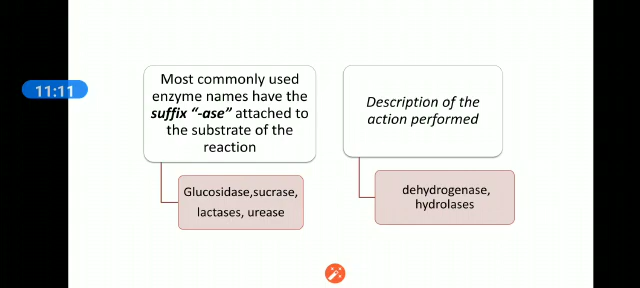 11:11
Most commonly used
enzyme names have the
suffix “-ase” attached to
the substrate of the
reaction
Glucosidase,sucrase,
lactases, urease
Description of the
action performed
dehydrogenase,
hydrolases